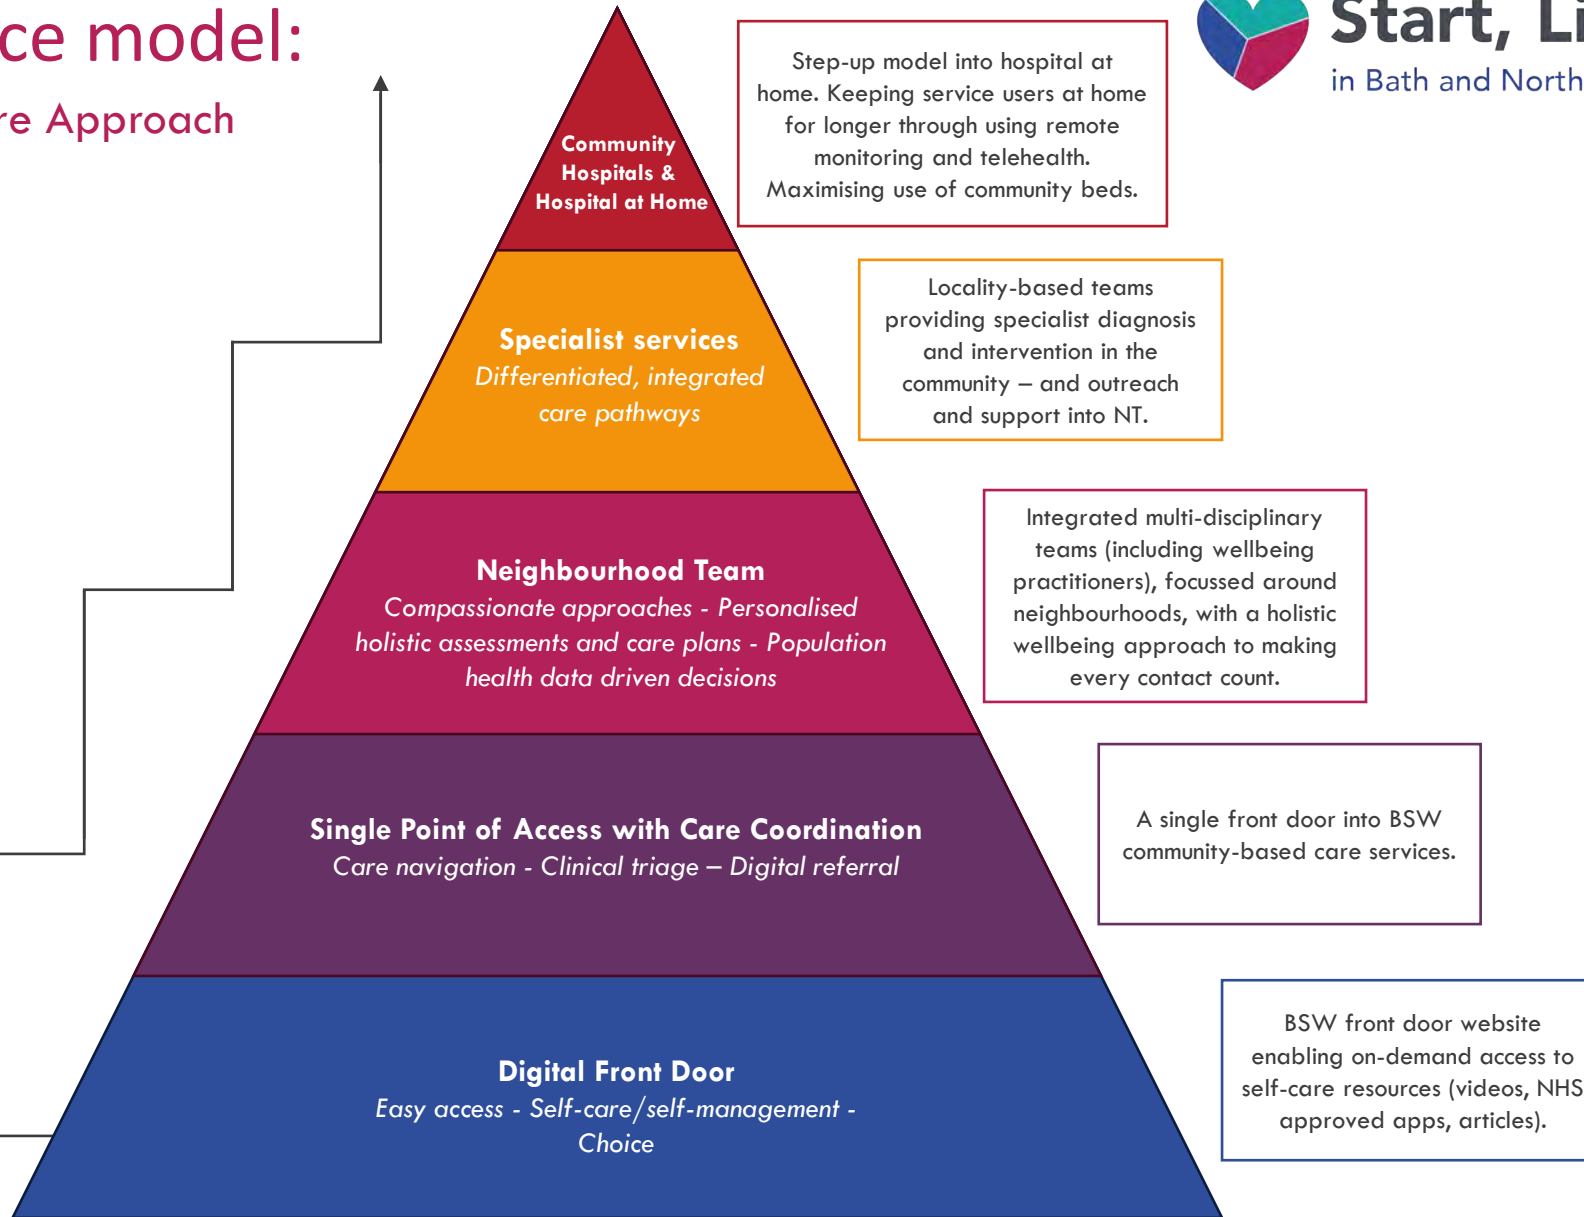 ce model:
re Approach
Start, Li
in Bath and North
Community
Hospitals &
Hospital at Home
Step-up model into hospital at
home. Keeping service users at home
for longer through using remote
monitoring and telehealth.
Maximising use of community beds.
Specialist services
Differentiated, integrated
care pathways
Locality-based teams
providing specialist diagnosis
and intervention in the
community – and outreach
and support into NT.
Neighbourhood Team
Compassionate approaches - Personalised
holistic assessments and care plans - Population
health data driven decisions
Integrated multi-disciplinary
teams (including wellbeing
practitioners), focussed around
neighbourhoods, with a holistic
wellbeing approach to making
every contact count.
Single Point of Access with Care Coordination
Care navigation - Clinical triage – Digital referral
A single front door into BSW
community-based care services.
Digital Front Door
Easy access - Self-care/self-management -
Choice
BSW front door website
enabling on-demand access to
self-care resources (videos, NHS
approved apps, articles).